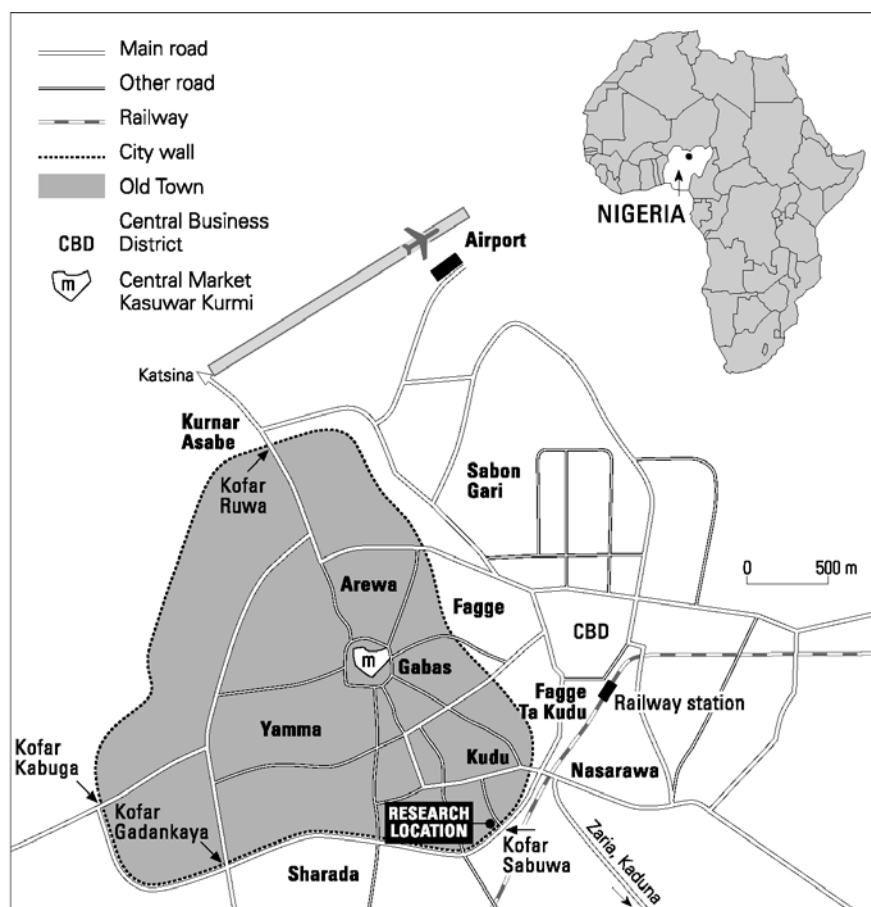 Main road
Other road
Railway
City wall
Old Town
CBD
Central Business
District
m
Central Market
Kasuwar Kurmi
NIGERIA
Airport
Katsina
Kurnar
Asabe
Kofar
Ruwa
Sabon
Gari
0 500 m
Arewa
Fagge
CBD
m
Gabas
Fagge
Ta Kudu
Railway station
Yamma
Kudu
Nasarawa
Kofar
Kabuga
Kofar
Gadankaya
RESEARCH
LOCATION
Kofar
Sabuwa
Zaria, Kaduna
Sharada